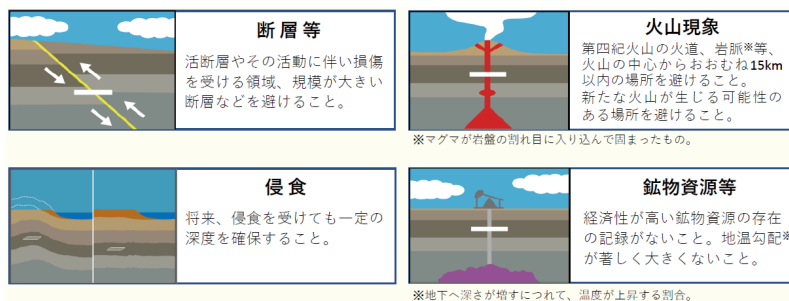 断層等
活断層やその活動に伴い損傷
を受ける領域、規模が大きい
断層などを避けること。
火山現象
第四紀火山の火道、岩脈※等、
火山の中心からおおむね15km
以内の場所を避けること。
新たな火山が生じる可能性の
ある場所を避けること。
※マグマが岩盤の割れ目に入り込んで固まったもの。
侵食
将来、侵食を受けても一定の
深度を確保すること。
鉱物資源等
経済性が高い鉱物資源の存在
の記録がないこと。地温勾配※
が著しく大きくないこと。
※地下へ深さが増すにつれて、温度が上昇する割合。